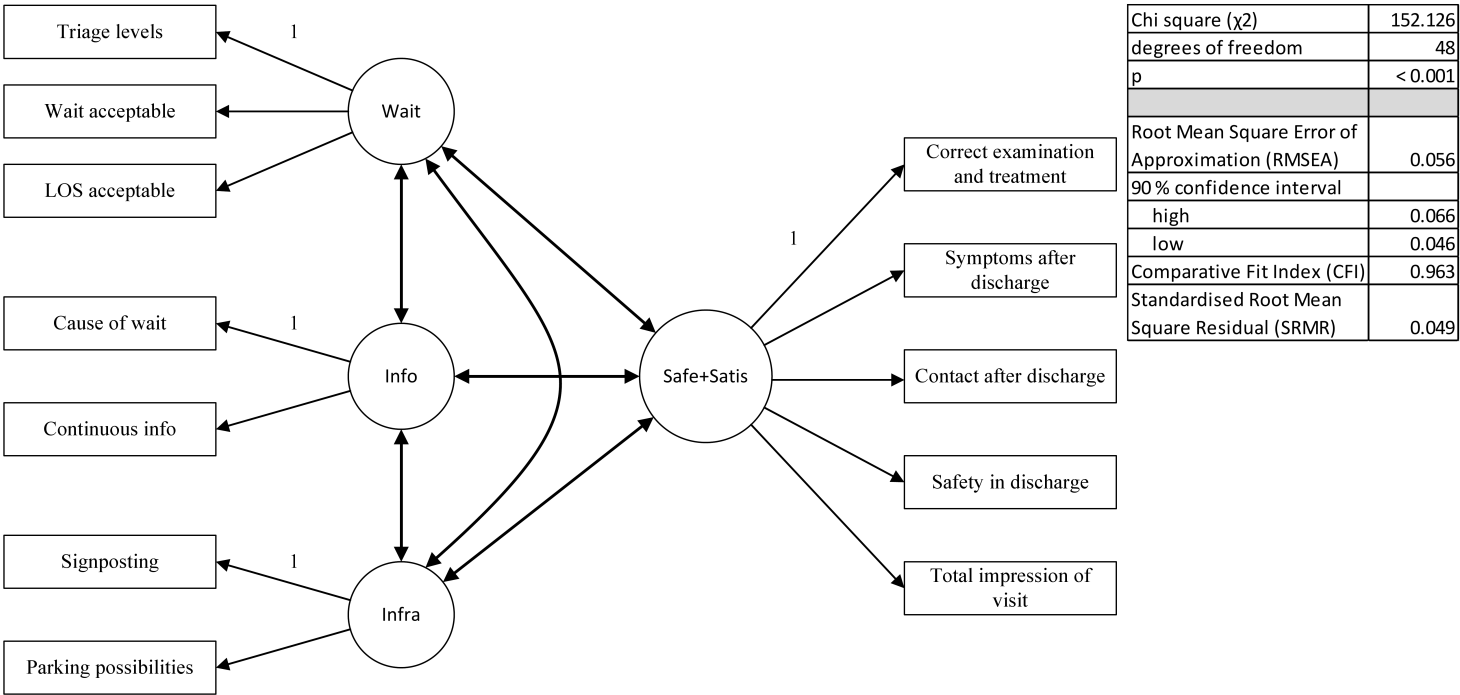 Triage levels
1
Wait acceptable
LOS acceptable
Wait
Cause of wait
1
Continuous info
Info
Signposting
1
Parking possibilities
Infra
Safe+Satis
1
Correct examination
and treatment
Symptoms after
discharge
Contact after discharge
Safety in discharge
Total impression of
visit
Chi square (χ2) 152.126
degrees of freedom 48
p < 0.001
Root Mean Square Error of
Approximation (RMSEA) 0.056
90 % confidence interval
high 0.066
low 0.046
Comparative Fit Index (CFI) 0.963
Standardised Root Mean
Square Residual (SRMR) 0.049